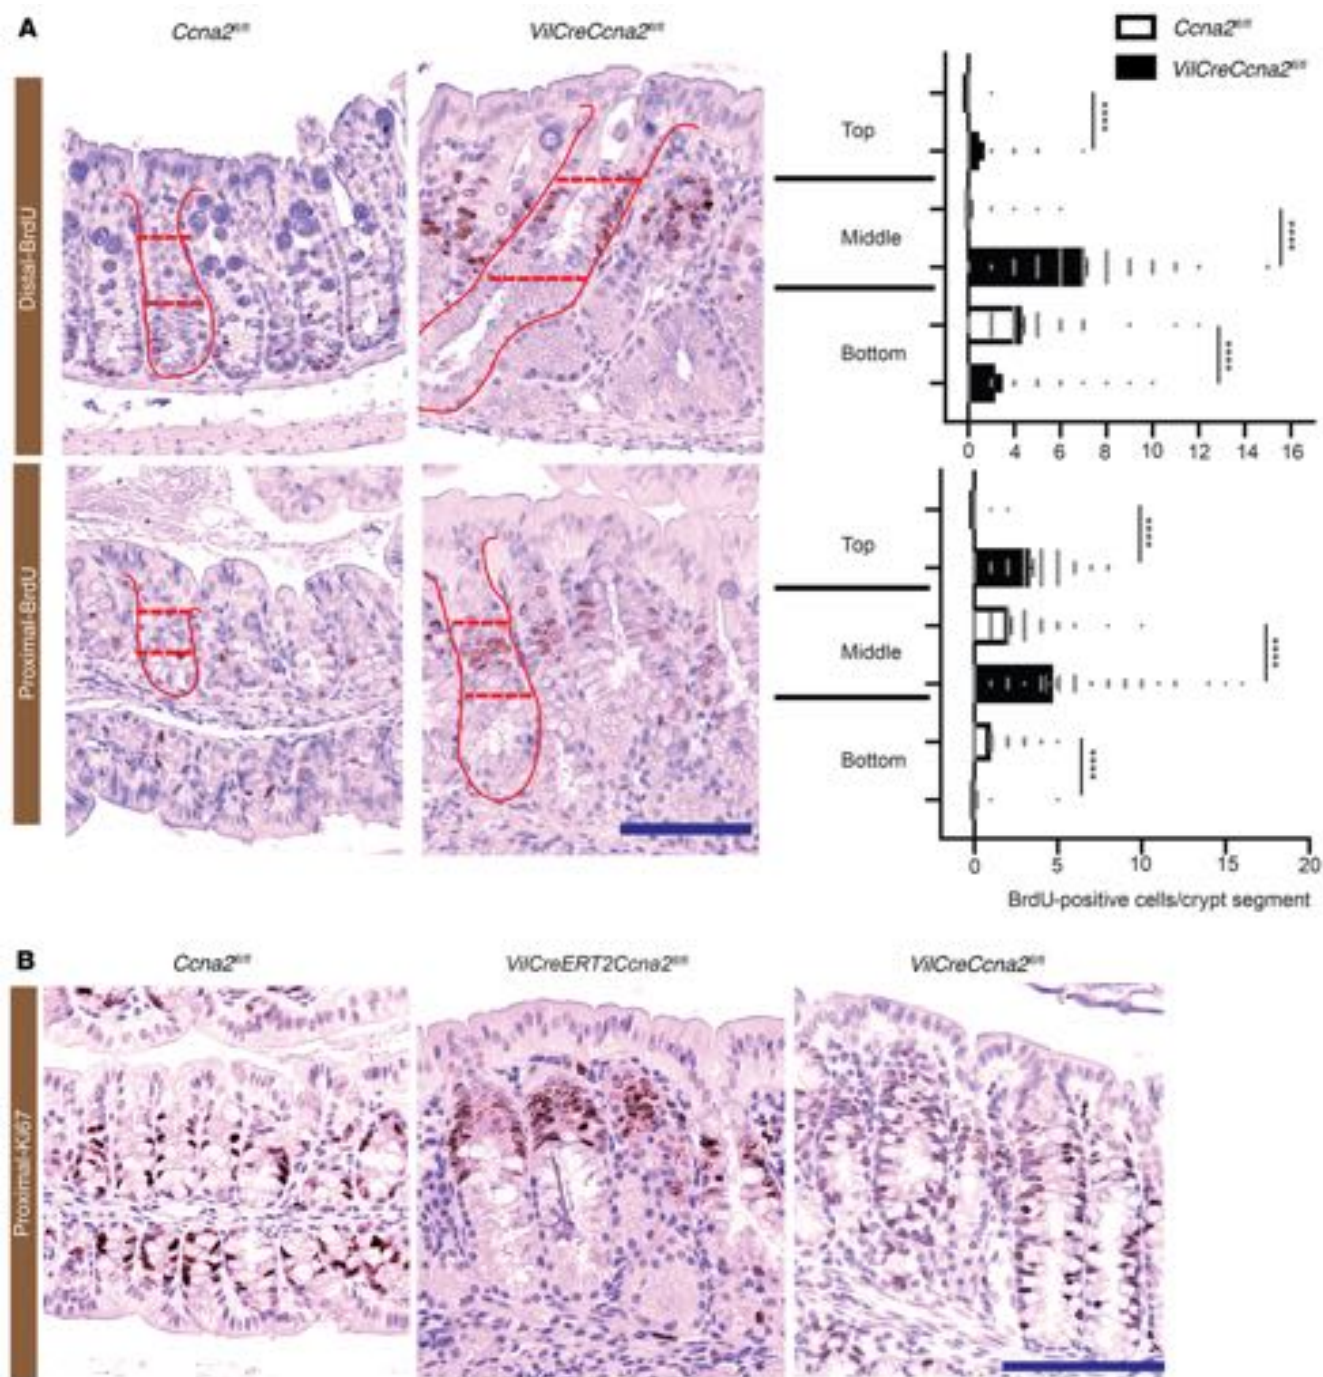 A
Ccna2fl/fl
VilCreCcna2fl/fl
Ccna2fl/fl
VilCreCcna2fl/fl
Distal-BrdU
Top
****
Middle
****
Bottom
****
0 4 6 8 10 12 14 16
Proximal-BrdU
Top
****
Middle
****
Bottom
****
0 5 10 15 20
BrdU-positive cells/crypt segment
B
Ccna2fl/fl
VilCreERT2Ccna2fl/fl
VilCreCcna2fl/fl
Proximal-Ki67